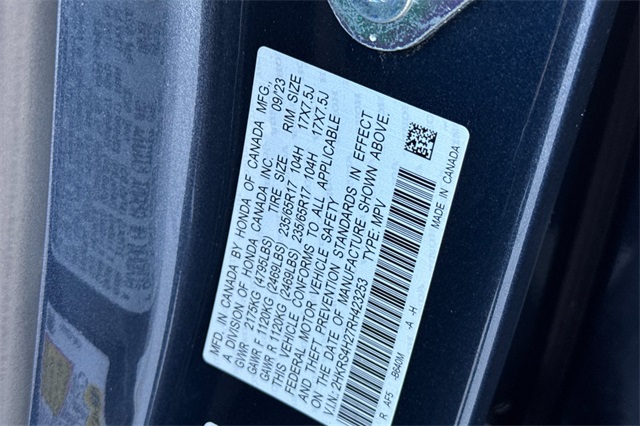 MFD. IN CANADA BY HONDA OF CANADA MFG.,
A DIVISION OF HONDA CANADA INC. 09/23
TIRE SIZE RIM SIZE
GVWR 2175KG (4795LBS)
GAWR F 1120KG (2469LBS) 235/65R17 104H 17X7.5J
GAWR R 1120KG (2469LBS) 235/65R17 104H 17X7.5J
THIS VEHICLE CONFORMS TO ALL APPLICABLE
FEDERAL MOTOR VEHICLE SAFETY
AND THEFT PREVENTION STANDARDS IN EFFECT
ON THE DATE OF MANUFACTURE SHOWN ABOVE.
V.I.N.: 2HKRS4H27RH423253 TYPE: MPV
R AF5 -B640M -A -H MADE IN CANADA